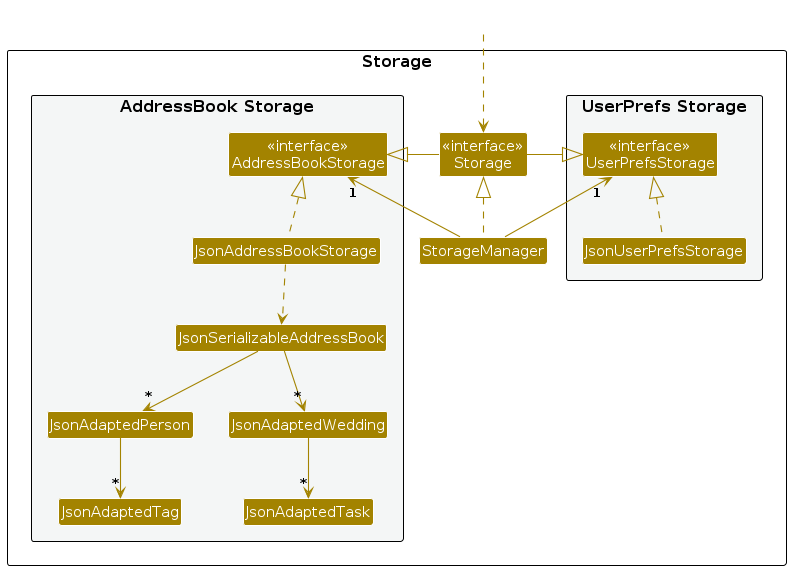 Storage
AddressBook Storage
UserPrefs Storage
«interface»
AddressBookStorage
«interface»
Storage
«interface»
UserPrefsStorage
1
1
JsonAddressBookStorage
StorageManager
JsonUserPrefsStorage
JsonSerializableAddressBook
*
*
JsonAdaptedPerson
JsonAdaptedWedding
*
*
JsonAdaptedTag
JsonAdaptedTask